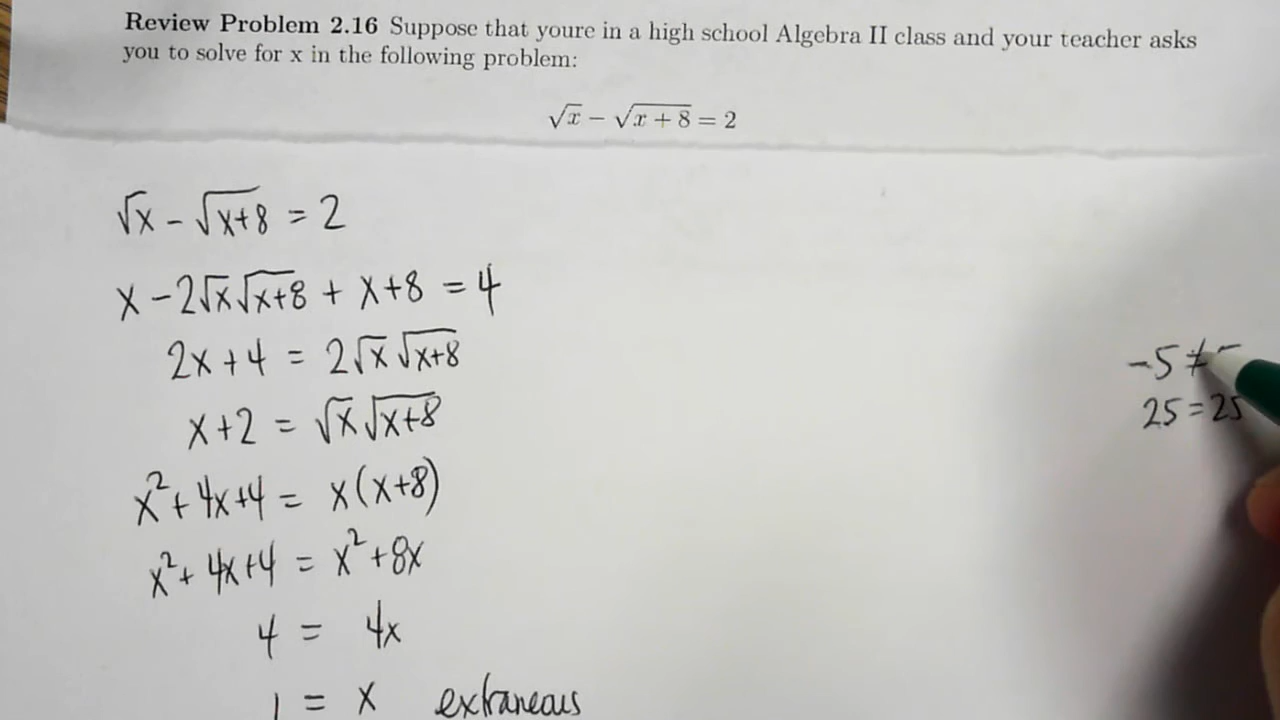 Review Problem 2.16 Suppose that youre in a high school Algebra II class and your teacher asks
you to solve for x in the following problem:
√x − √(x + 8) = 2
√x - √(x+8) = 2
x - 2√x√(x+8) + x+8 = 4
2x + 4 = 2√x√(x+8)
x+2 = √x√(x+8)
x² + 4x+4 = x(x+8)
x² + 4x+4 = x² + 8x
4 = 4x
1 = x extraneous
-5 ≠ 5
25 = 25